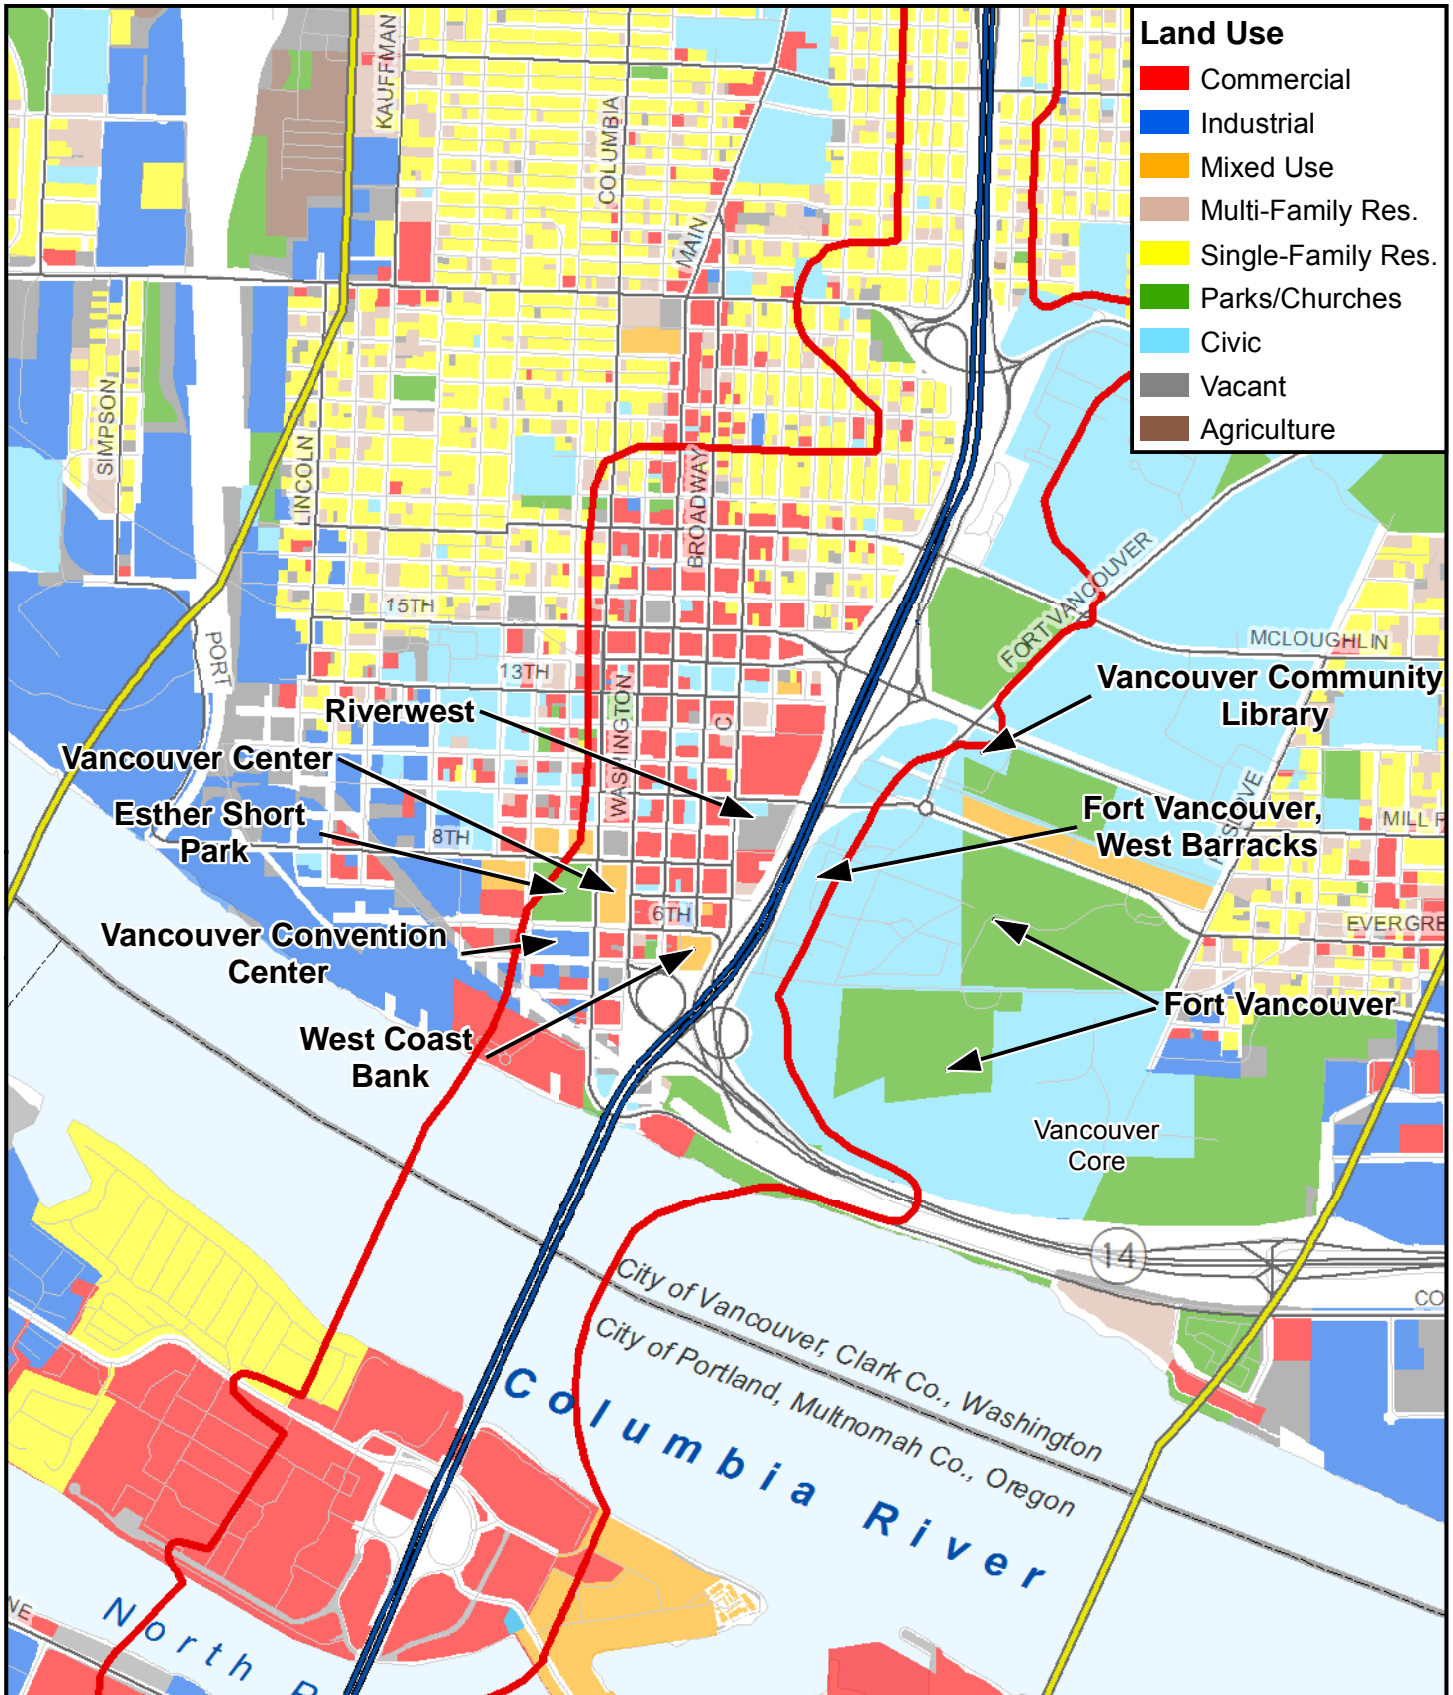 Land Use
Commercial
Industrial
Mixed Use
Multi-Family Res.
Single-Family Res.
Parks/Churches
Civic
Vacant
Agriculture
KAUFFMAN
COLUMBIA
MAIN
SIMPSON
LINCOLN
BROADWAY
FORT VANCOUVER
15TH
MCLOUGHLIN
PORT
13TH
WASHINGTON
C
Riverwest
Vancouver Community
Library
Vancouver Center
Esther Short
Park
8TH
Fort Vancouver,
West Barracks
MILL
6TH
EVERGRE
Vancouver Convention
Center
Fort Vancouver
West Coast
Bank
Vancouver
Core
14
CO
City of Vancouver, Clark Co., Washington
City of Portland, Multnomah Co., Oregon
Columbia River
NE
North P